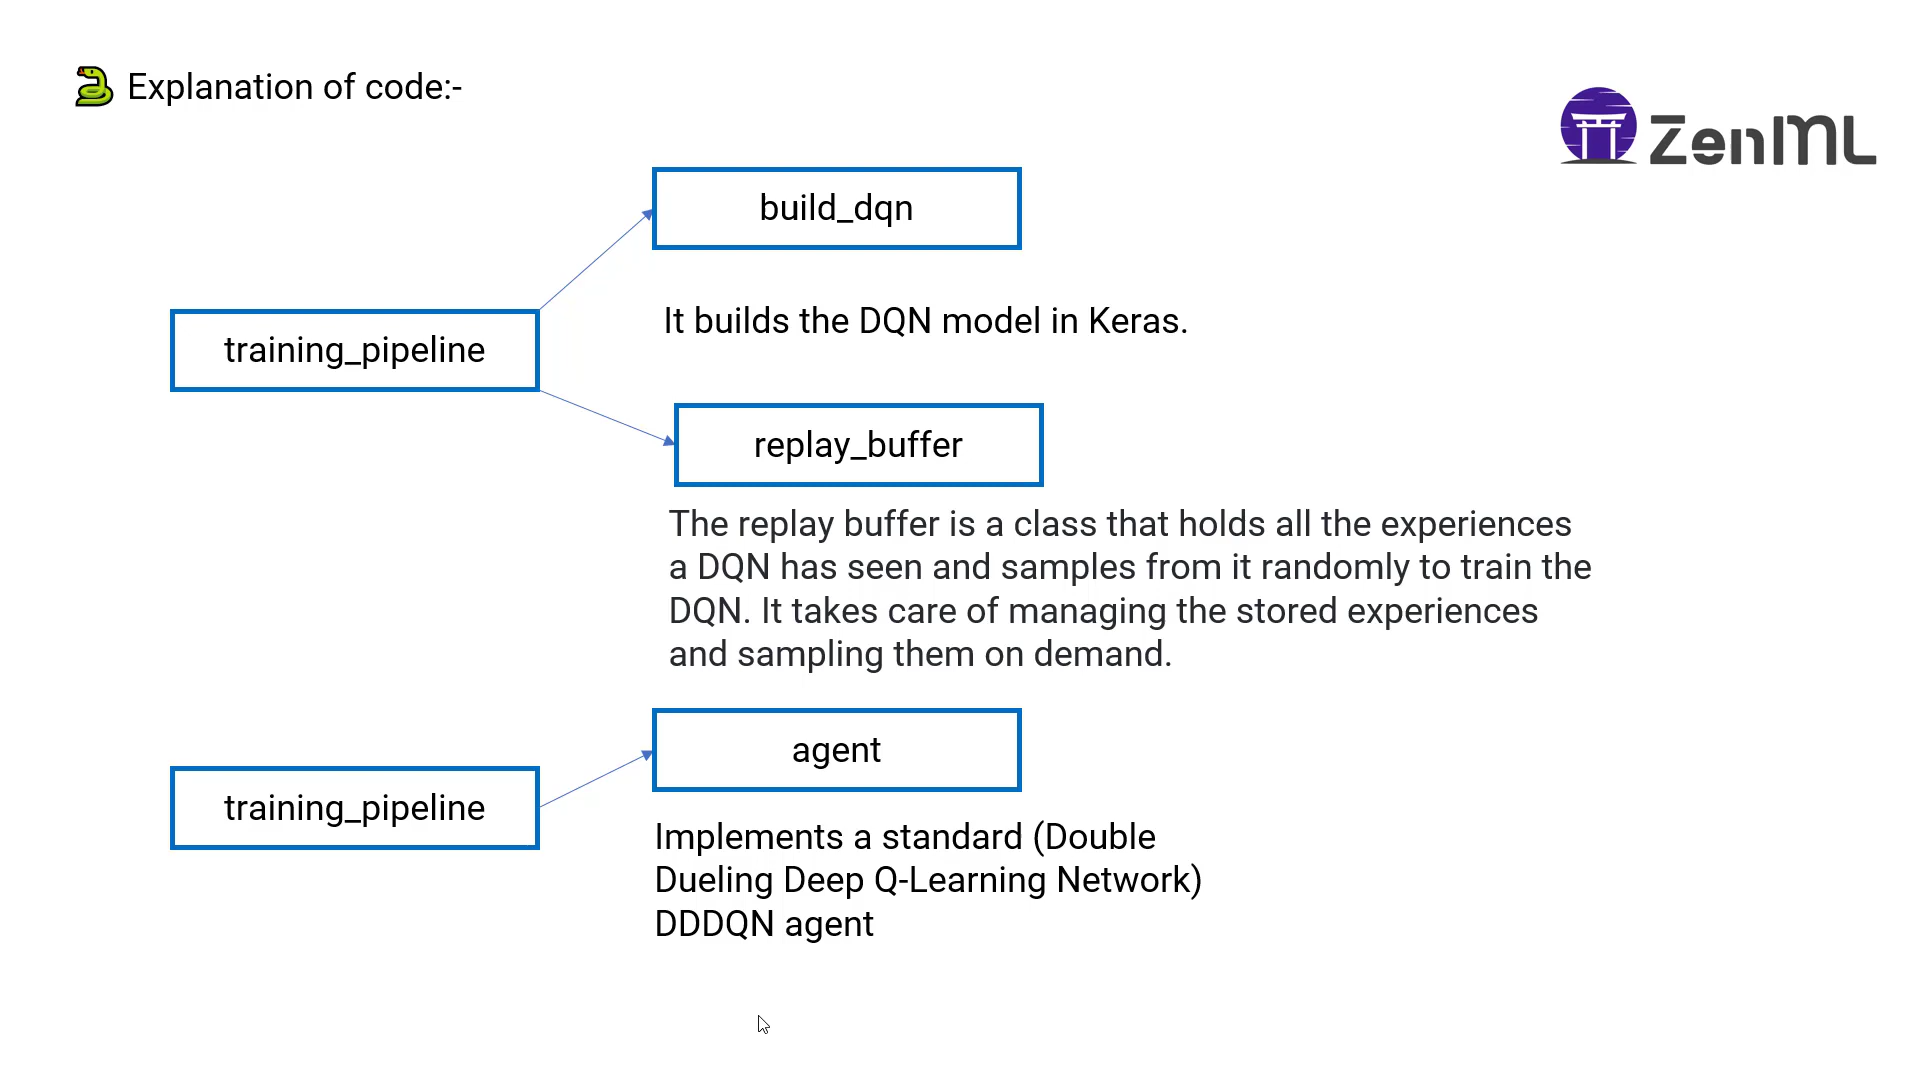 Explanation of code:-
ZenML
build_dqn
training_pipeline
It builds the DQN model in Keras.
replay_buffer
The replay buffer is a class that holds all the experiences
a DQN has seen and samples from it randomly to train the
DQN. It takes care of managing the stored experiences
and sampling them on demand.
agent
training_pipeline
Implements a standard (Double
Dueling Deep Q-Learning Network)
DDDQN agent